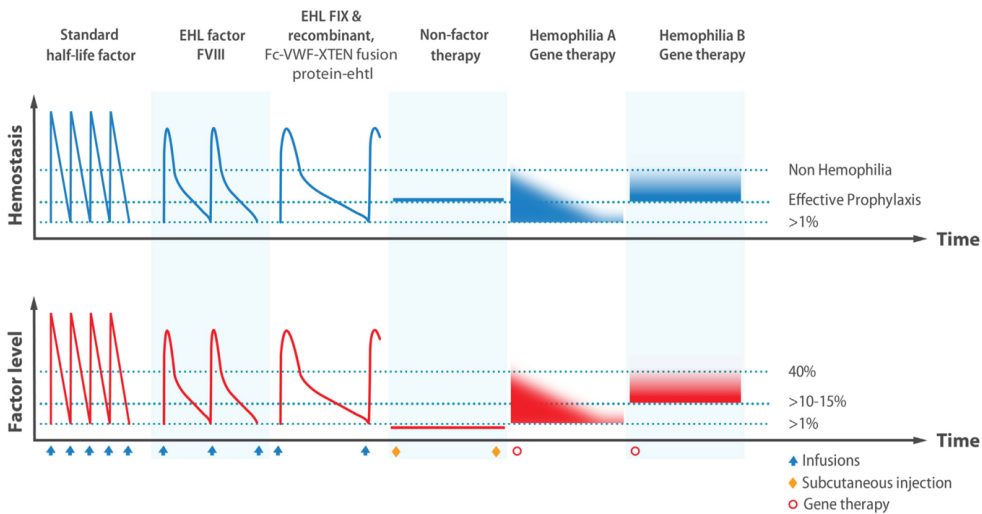 Standard
half-life factor
EHL factor
FVIII
EHL FIX &
recombinant,
Fc-VWF-XTEN fusion
protein-ehtl
Non-factor
therapy
Hemophilia A
Gene therapy
Hemophilia B
Gene therapy
Hemostasis
Non Hemophilia
Effective Prophylaxis
>1%
Time
Factor level
40%
>10-15%
>1%
Time
Infusions
Subcutaneous injection
Gene therapy